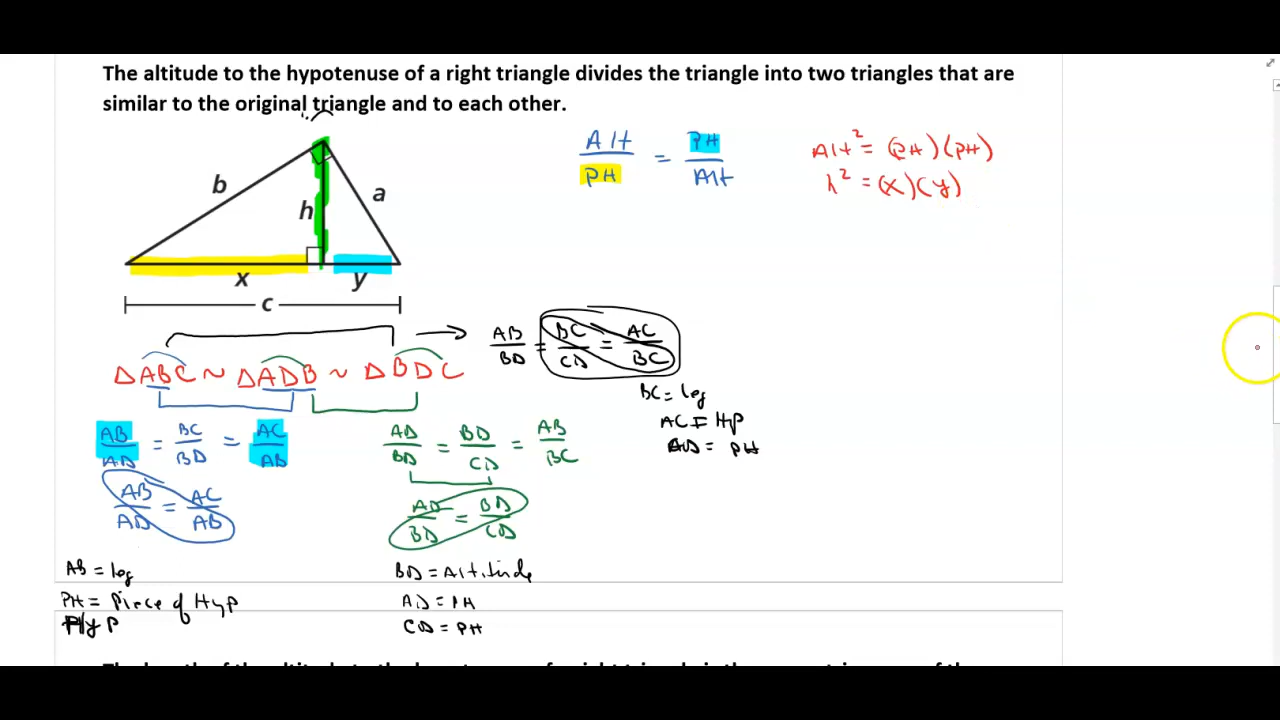 The altitude to the hypotenuse of a right triangle divides the triangle into two triangles that are
similar to the original triangle and to each other.
Alt/PH = PH/Alt
Alt² = (PH)(PH)
h² = (x)(y)
b
h
a
x
y
c
AB/BD = BC/CD = AC/BC
ΔABC ~ ΔADB ~ ΔBDC
BC = leg
AC = Hyp
AD = PH
AB/AD = BC/BD = AC/AB
AD/BD = BD/CD = AB/BC
AB/AD = AC/AB
AD/BD = BD/CD
AB = leg
PH = Piece of Hyp
Hyp
BD = Altitude
AD = PH
CD = PH